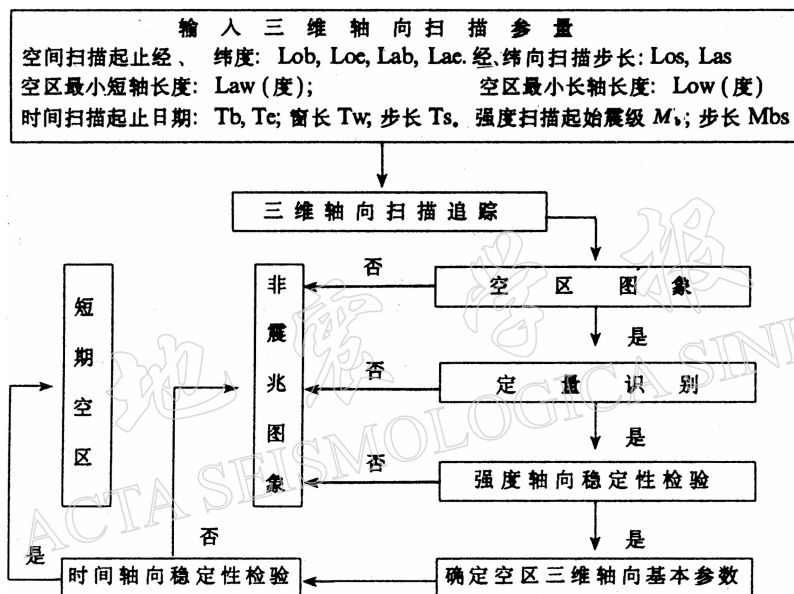 输入三维轴向扫描参量
空间扫描起止经、纬度: Lob, Loe, Lab, Lae. 经、纬向扫描步长: Los, Las
空区最小短轴长度: Law (度); 空区最小长轴长度: Low (度)
时间扫描起止日期: Tb, Te; 窗长 Tw; 步长 Ts。强度扫描起始震级 Mb; 步长 Mbs
三维轴向扫描追踪
短期空区
非震兆图象
否
空区图象
是
否
定量识别
是
否
强度轴向稳定性检验
是
否
是
时间轴向稳定性检验
确定空区三维轴向基本参数
地震学报
ACTA SEISMOLOGICA SINI